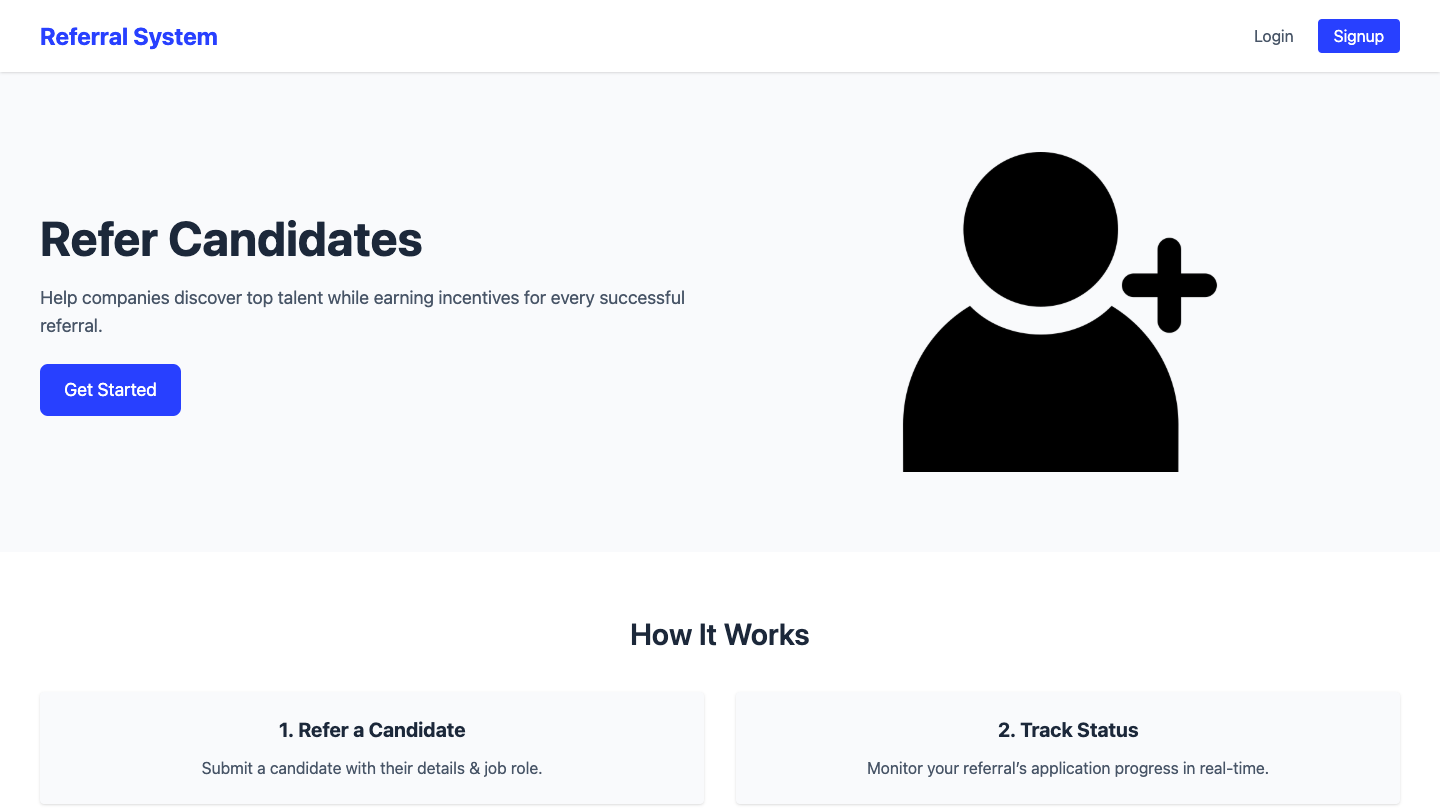 Referral System
Login
Signup
Refer Candidates
Help companies discover top talent while earning incentives for every successful
referral.
Get Started
How It Works
1. Refer a Candidate
Submit a candidate with their details & job role.
2. Track Status
Monitor your referral’s application progress in real-time.